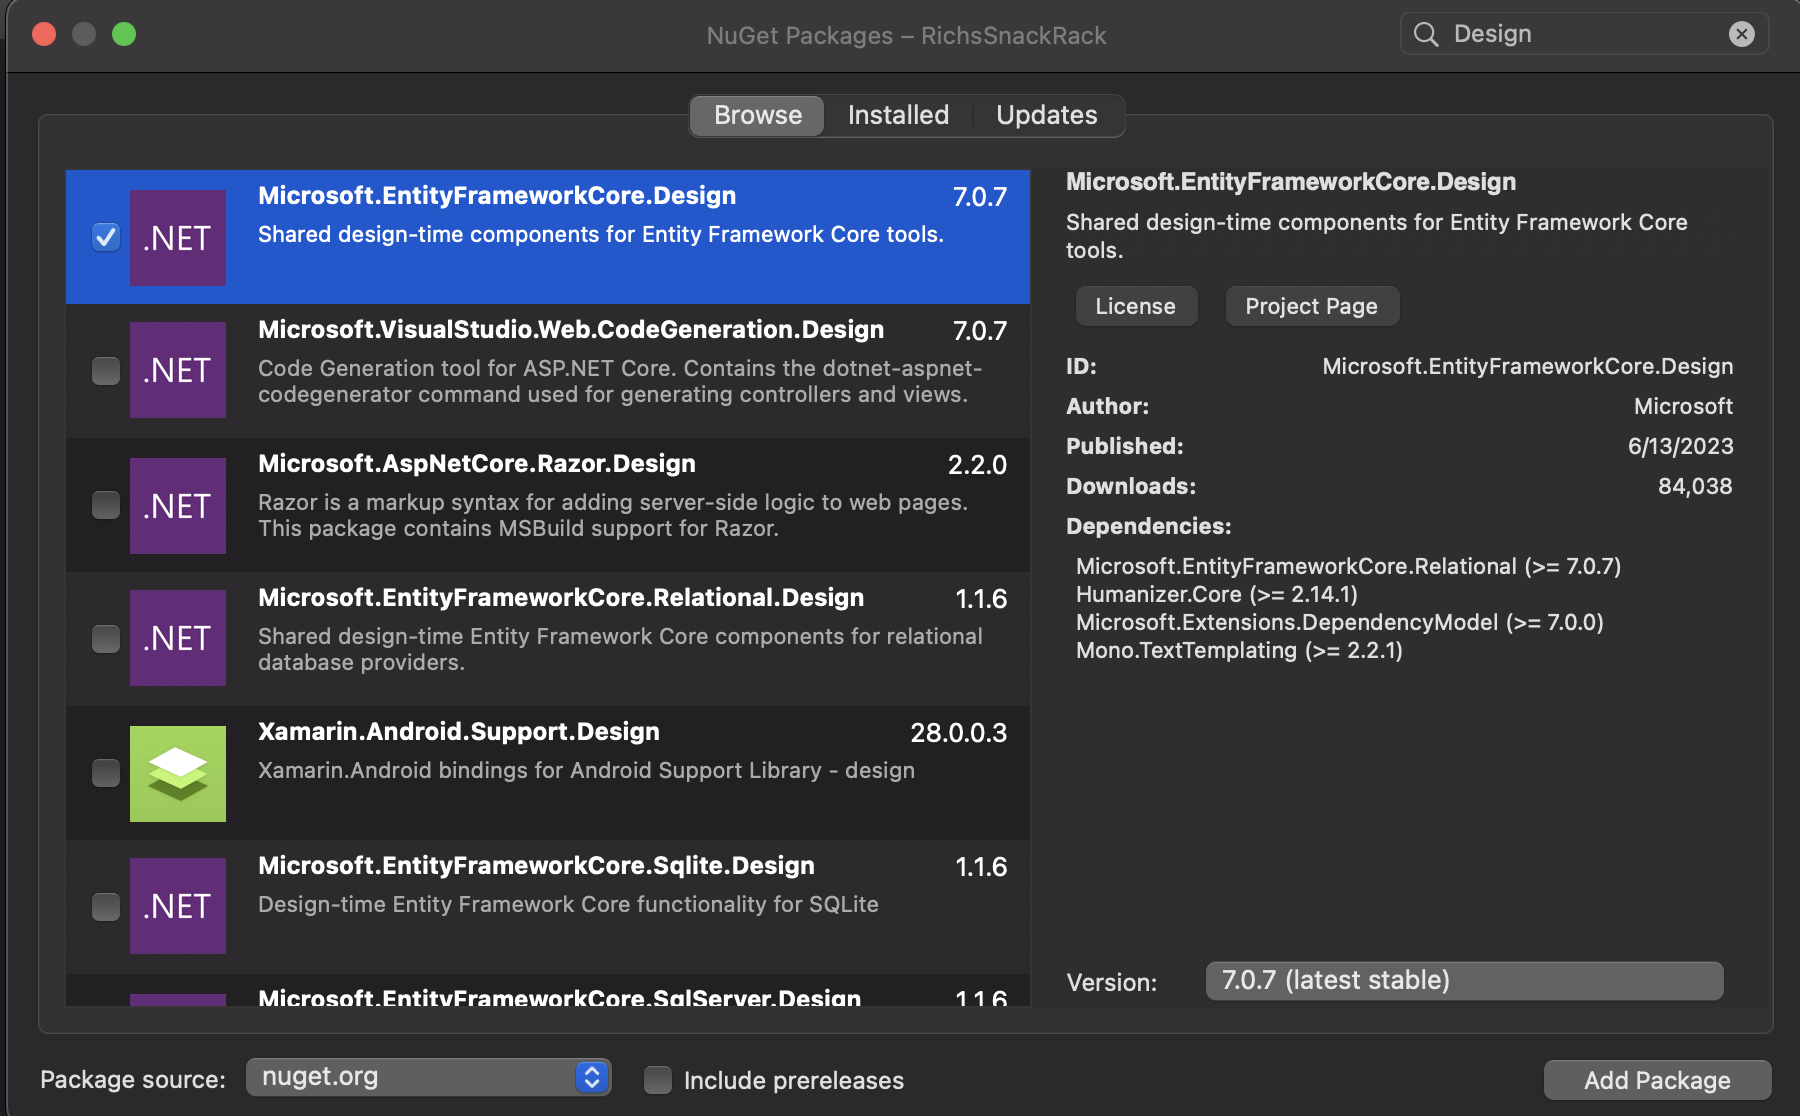 NuGet Packages – RichsSnackRack
Design
Browse
Installed
Updates
.NET
Microsoft.EntityFrameworkCore.Design
7.0.7
Shared design-time components for Entity Framework Core tools.
.NET
Microsoft.VisualStudio.Web.CodeGeneration.Design
7.0.7
Code Generation tool for ASP.NET Core. Contains the dotnet-aspnet-
codegenerator command used for generating controllers and views.
.NET
Microsoft.AspNetCore.Razor.Design
2.2.0
Razor is a markup syntax for adding server-side logic to web pages.
This package contains MSBuild support for Razor.
.NET
Microsoft.EntityFrameworkCore.Relational.Design
1.1.6
Shared design-time Entity Framework Core components for relational
database providers.
Xamarin.Android.Support.Design
28.0.0.3
Xamarin.Android bindings for Android Support Library - design
.NET
Microsoft.EntityFrameworkCore.Sqlite.Design
1.1.6
Design-time Entity Framework Core functionality for SQLite
Microsoft.EntityFrameworkCore.SqlServer.Design
1.1.6
Microsoft.EntityFrameworkCore.Design
Shared design-time components for Entity Framework Core
tools.
License
Project Page
ID:
Microsoft.EntityFrameworkCore.Design
Author:
Microsoft
Published:
6/13/2023
Downloads:
84,038
Dependencies:
Microsoft.EntityFrameworkCore.Relational (>= 7.0.7)
Humanizer.Core (>= 2.14.1)
Microsoft.Extensions.DependencyModel (>= 7.0.0)
Mono.TextTemplating (>= 2.2.1)
Version:
7.0.7 (latest stable)
Package source:
nuget.org
Include prereleases
Add Package